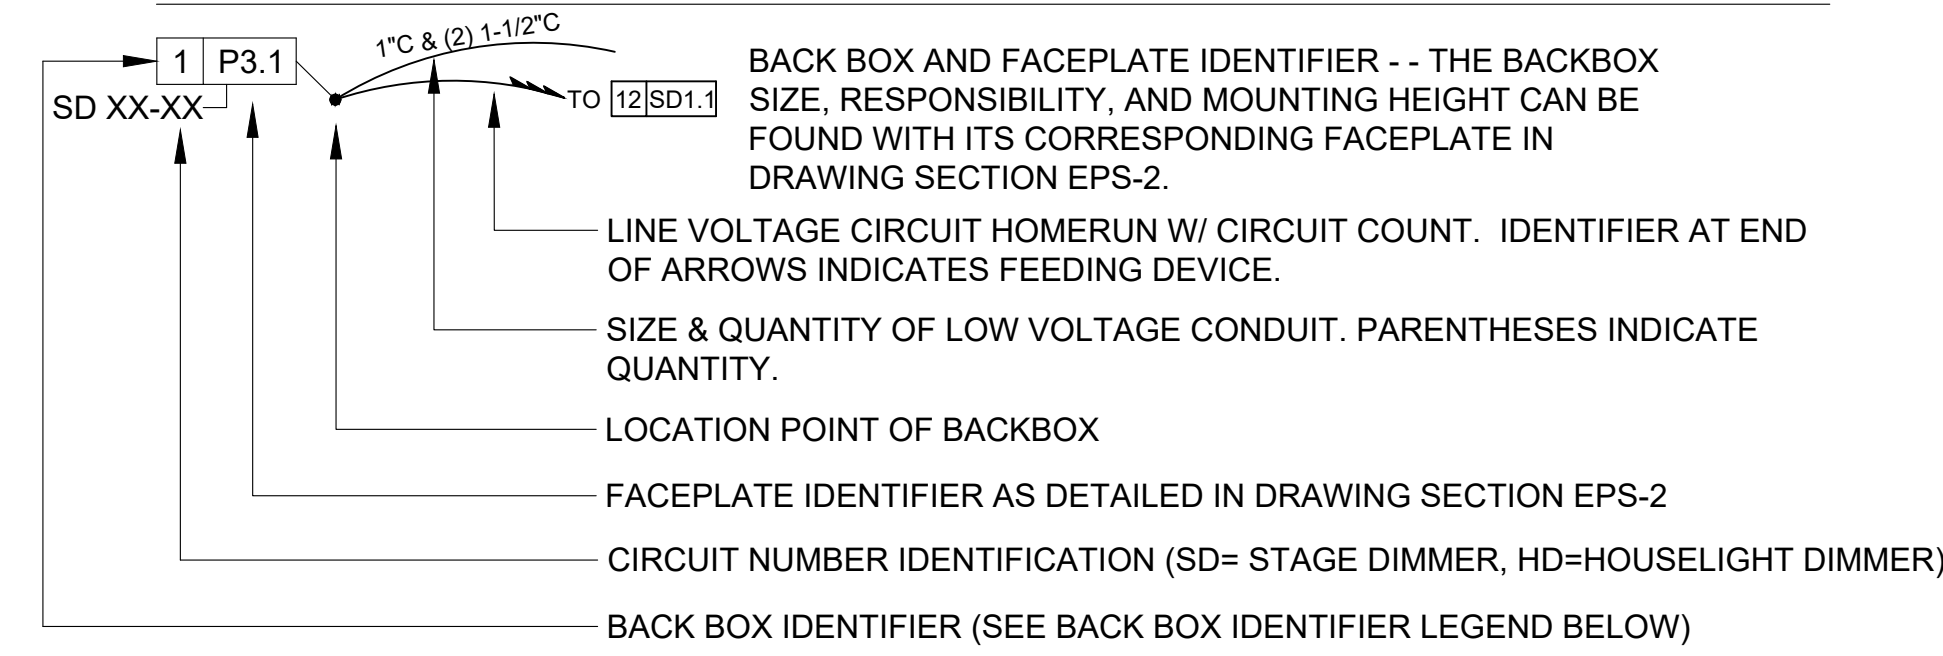 1 P3.1
SD XX-XX
1"C & (2) 1-1/2"C
TO 12 SD1.1
BACK BOX AND FACEPLATE IDENTIFIER - - THE BACKBOX
SIZE, RESPONSIBILITY, AND MOUNTING HEIGHT CAN BE
FOUND WITH ITS CORRESPONDING FACEPLATE IN
DRAWING SECTION EPS-2.
LINE VOLTAGE CIRCUIT HOMERUN W/ CIRCUIT COUNT. IDENTIFIER AT END
OF ARROWS INDICATES FEEDING DEVICE.
SIZE & QUANTITY OF LOW VOLTAGE CONDUIT. PARENTHESES INDICATE
QUANTITY.
LOCATION POINT OF BACKBOX
FACEPLATE IDENTIFIER AS DETAILED IN DRAWING SECTION EPS-2
CIRCUIT NUMBER IDENTIFICATION (SD= STAGE DIMMER, HD=HOUSELIGHT DIMMER)
BACK BOX IDENTIFIER (SEE BACK BOX IDENTIFIER LEGEND BELOW)